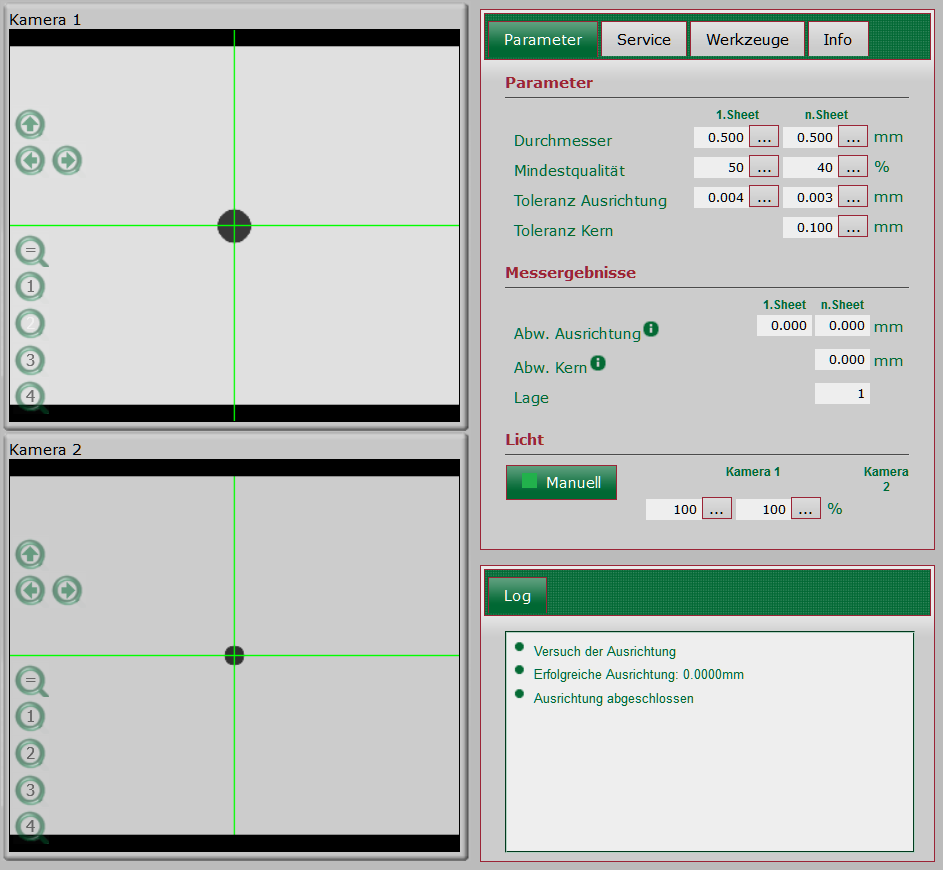 Kamera 1
=
1
2
3
4
Kamera 2
=
1
2
3
4
Parameter Service Werkzeuge Info
Parameter
1.Sheet n.Sheet
Durchmesser 0.500 ... 0.500 ... mm
Mindestqualität 50 ... 40 ... %
Toleranz Ausrichtung 0.004 ... 0.003 ... mm
Toleranz Kern 0.100 ... mm
Messergebnisse
1.Sheet n.Sheet
Abw. Ausrichtung i 0.000 0.000 mm
Abw. Kern i 0.000 mm
Lage 1
Licht
Manuell Kamera 1 Kamera
2
100 ... 100 ... %
Log
Versuch der Ausrichtung
Erfolgreiche Ausrichtung: 0.0000mm
Ausrichtung abgeschlossen